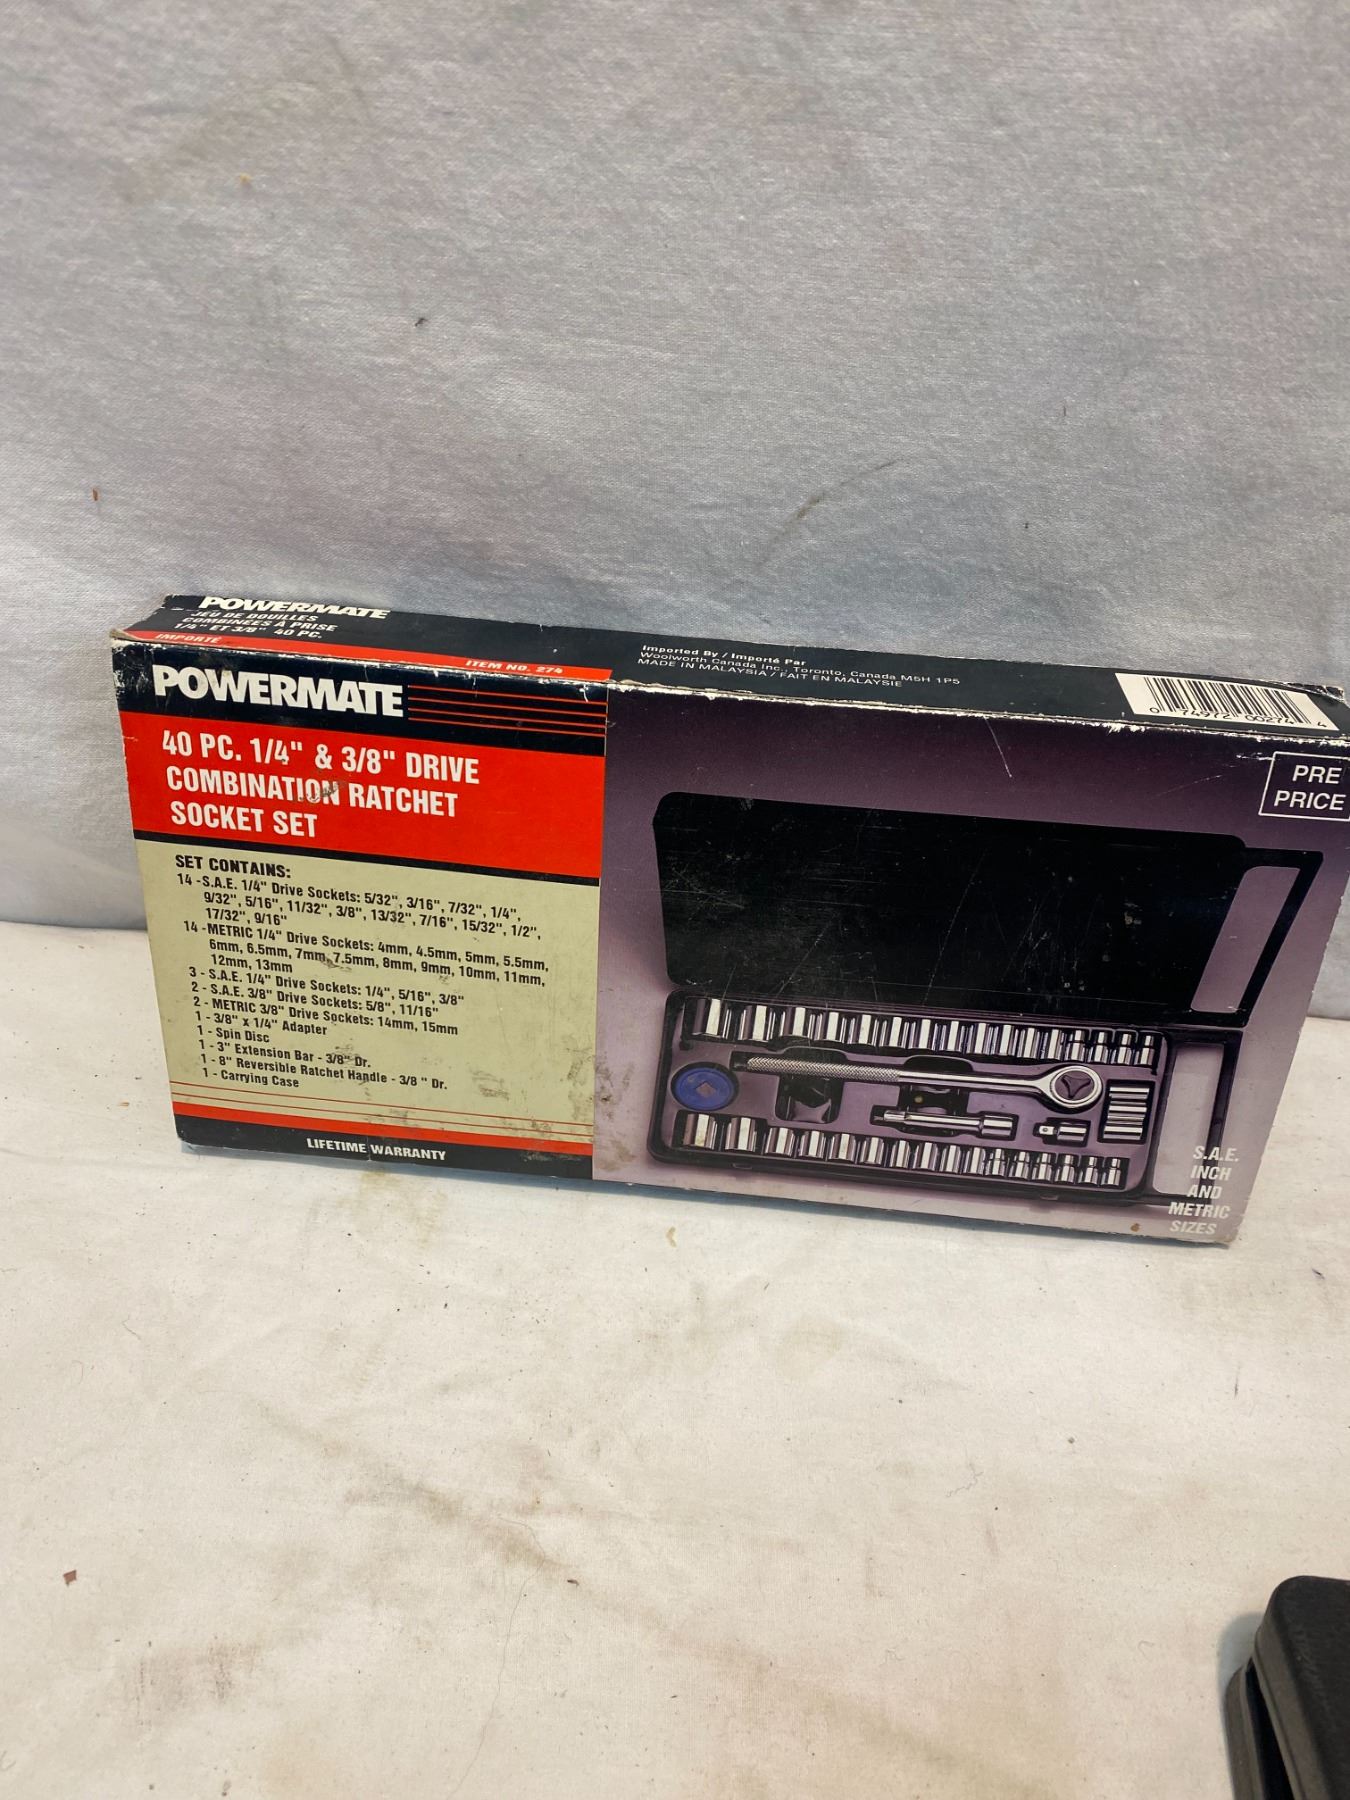 POWERMATE
JEU DE DOUILLES
COMBINÉES À PRISE
1/4" ET 3/8" 40 PC.
IMPORTÉ
ITEM NO. 274
Imported By / Importé Par
Woolworth Canada Inc., Toronto, Canada M5H 1P5
MADE IN MALAYSIA / FAIT EN MALAYSIE
0 74972 00274 4
POWERMATE
40 PC. 1/4" & 3/8" DRIVE
COMBINATION RATCHET
SOCKET SET
SET CONTAINS:
14 -S.A.E. 1/4" Drive Sockets: 5/32", 3/16", 7/32", 1/4",
9/32", 5/16", 11/32", 3/8", 13/32", 7/16", 15/32", 1/2",
17/32", 9/16"
14 -METRIC 1/4" Drive Sockets: 4mm, 4.5mm, 5mm, 5.5mm,
6mm, 6.5mm, 7mm, 7.5mm, 8mm, 9mm, 10mm, 11mm,
12mm, 13mm
3 - S.A.E. 1/4" Drive Sockets: 1/4", 5/16", 3/8"
2 - S.A.E. 3/8" Drive Sockets: 5/8", 11/16"
2 - METRIC 3/8" Drive Sockets: 14mm, 15mm
1 - 3/8" x 1/4" Adapter
1 - Spin Disc
1 - 3" Extension Bar - 3/8" Dr.
1 - 8" Reversible Ratchet Handle - 3/8 " Dr.
1 - Carrying Case
LIFETIME WARRANTY
PRE
PRICE
S.A.E.
INCH
AND
METRIC
SIZES